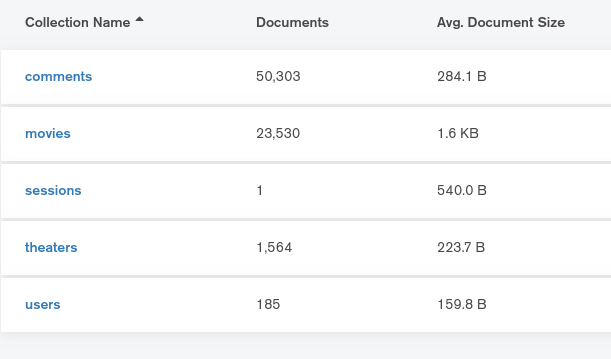 Collection Name Documents Avg. Document Size
comments 50,303 284.1 B
movies 23,530 1.6 KB
sessions 1 540.0 B
theaters 1,564 223.7 B
users 185 159.8 B